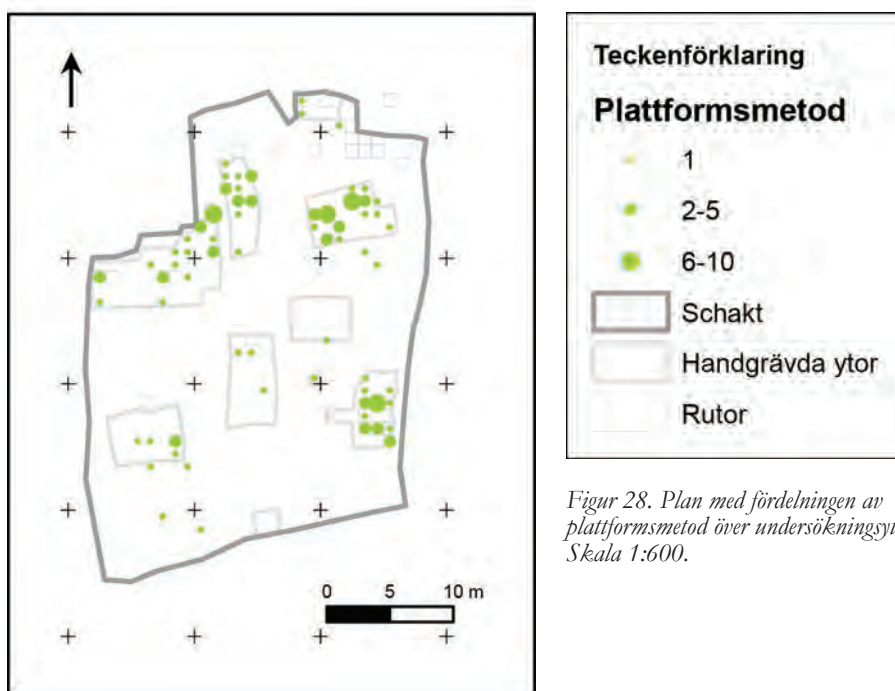 0 5 10 m
Teckenförklaring
Plattformsmetod
1
2-5
6-10
Schakt
Handgrävda ytor
Rutor
Figur 28. Plan med fördelningen av
plattformsmetod över
Skala 1:600.